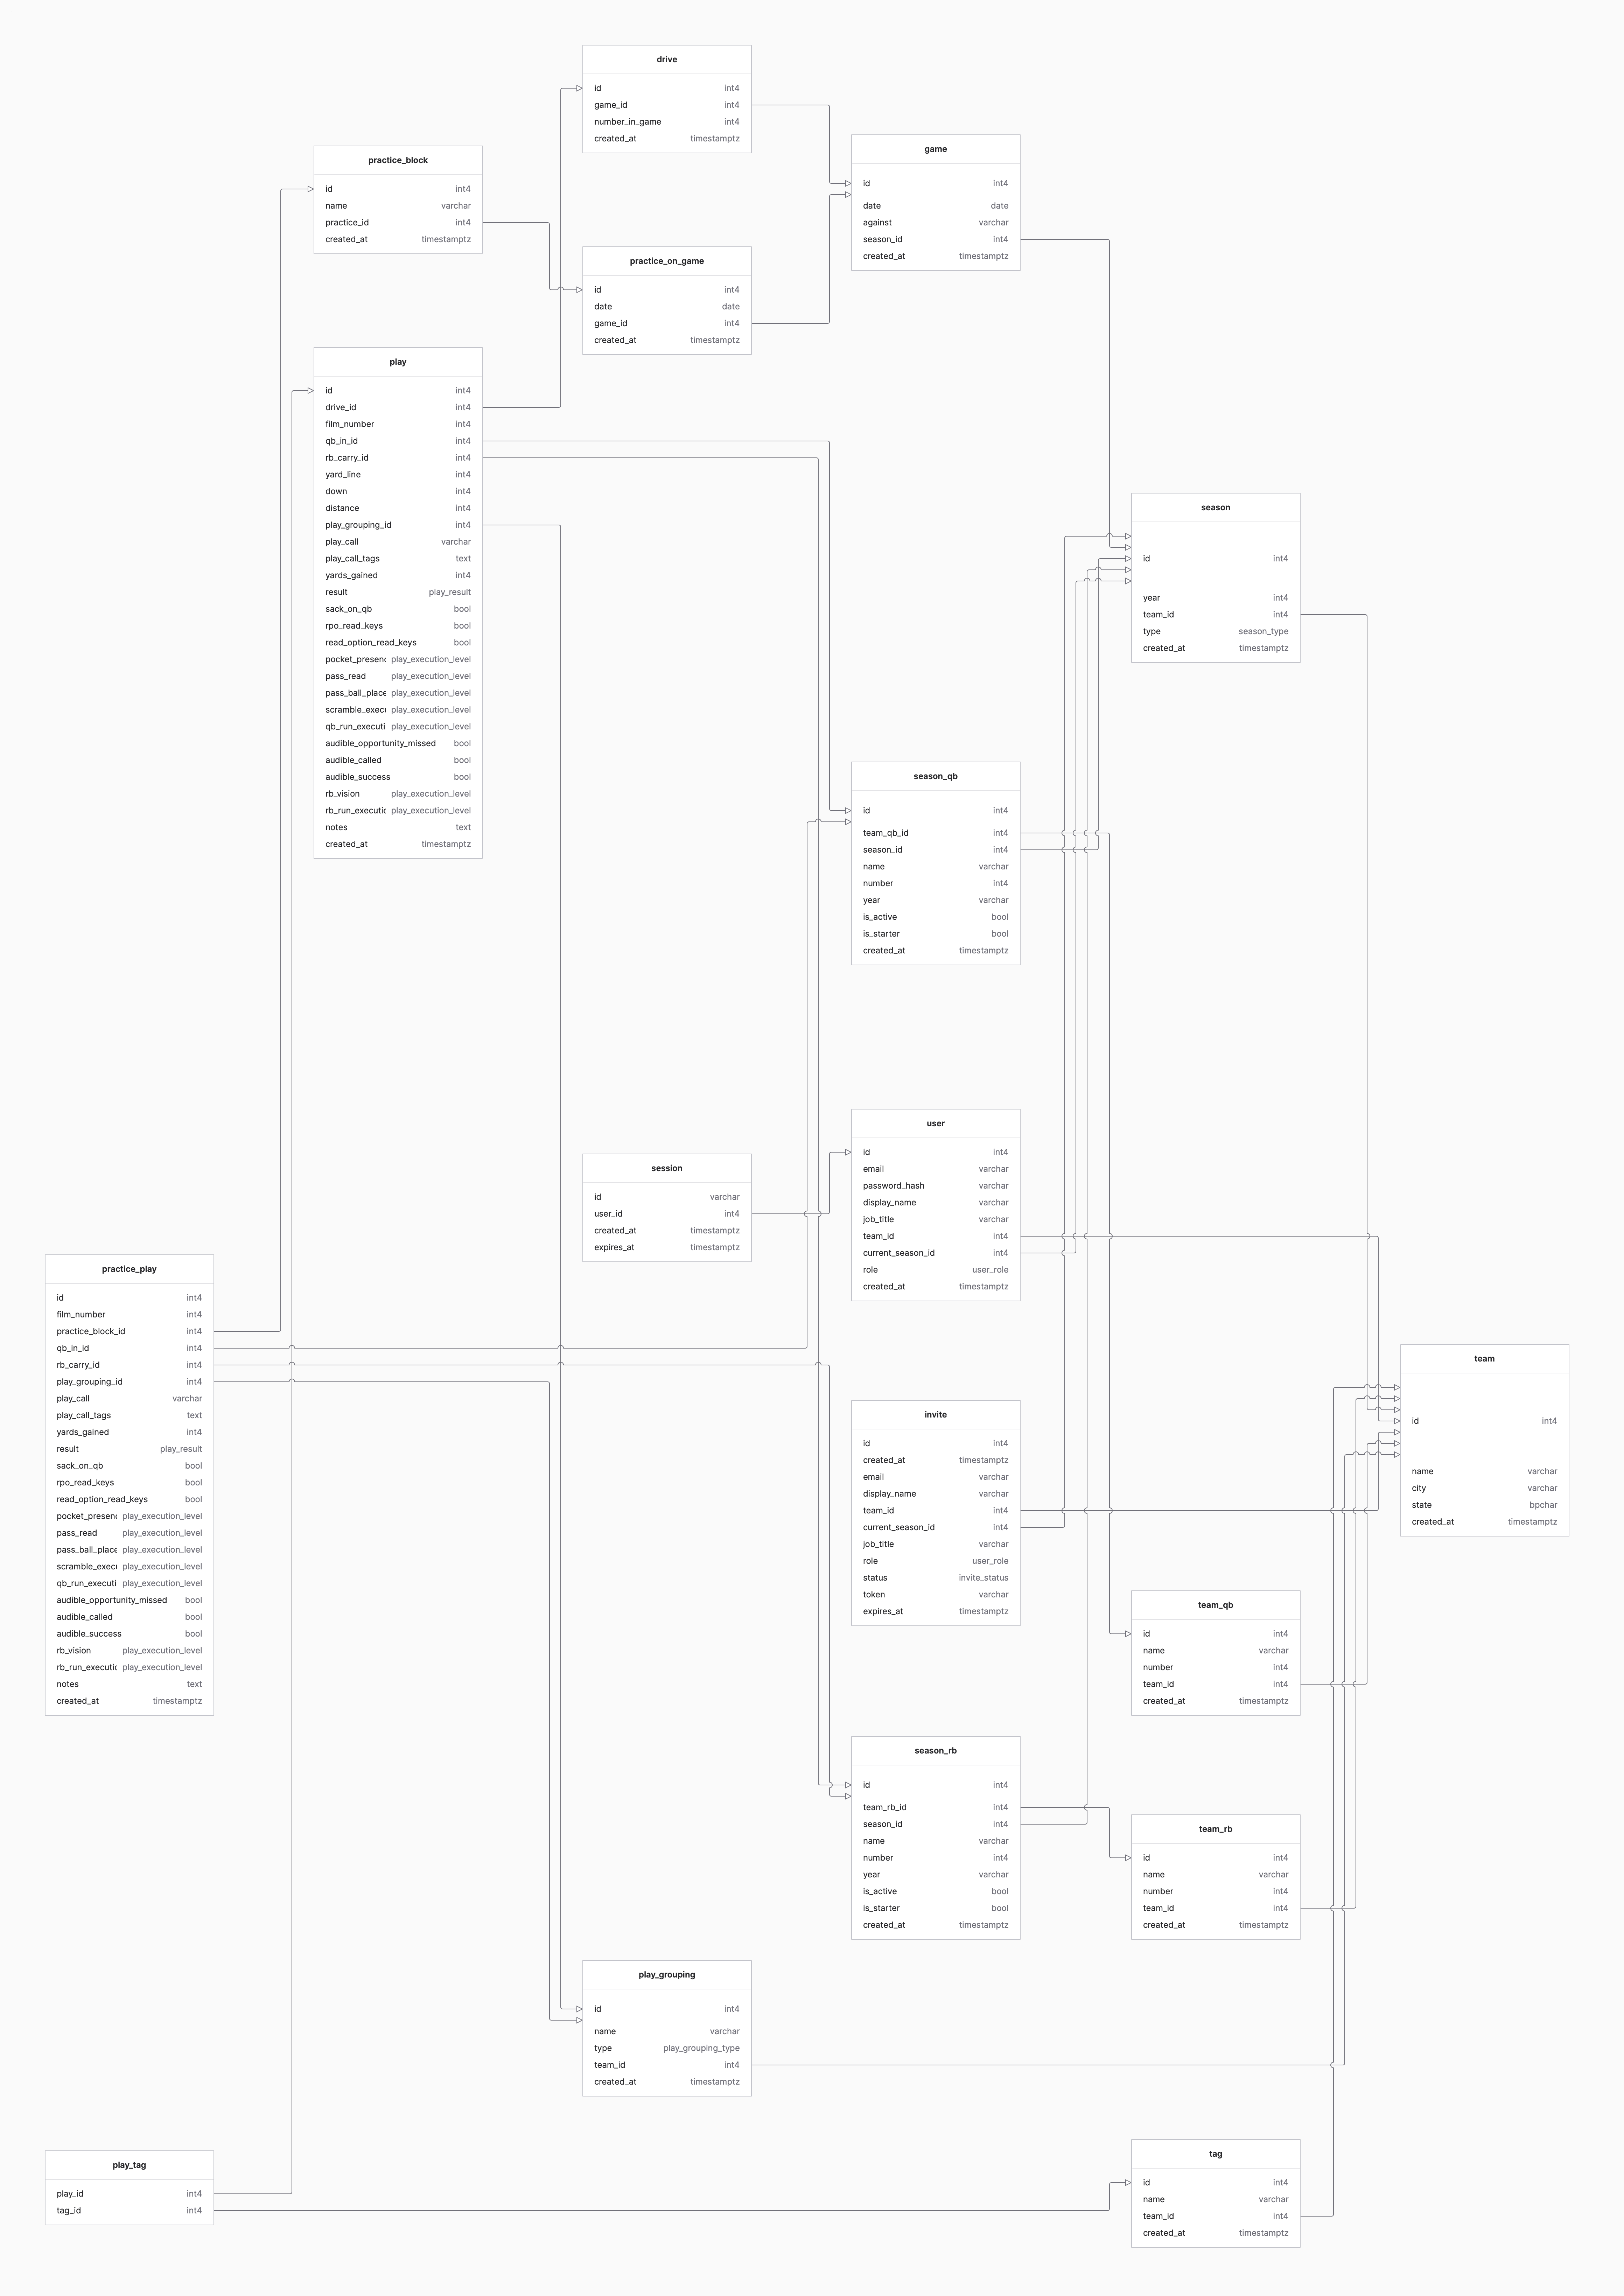 drive
id int4
game_id int4
number_in_game int4
created_at timestamptz
game
id int4
date date
against varchar
season_id int4
created_at timestamptz
practice_block
id int4
name varchar
practice_id int4
created_at timestamptz
practice_on_game
id int4
date date
game_id int4
created_at timestamptz
play
id int4
drive_id int4
film_number int4
qb_in_id int4
rb_carry_id int4
yard_line int4
down int4
distance int4
play_grouping_id int4
play_call varchar
play_call_tags text
yards_gained int4
result play_result
sack_on_qb bool
rpo_read_keys bool
read_option_read_keys bool
pocket_presenc play_execution_level
pass_read play_execution_level
pass_ball_place play_execution_level
scramble_execu play_execution_level
qb_run_executi play_execution_level
audible_opportunity_missed bool
audible_called bool
audible_success bool
rb_vision play_execution_level
rb_run_executic play_execution_level
notes text
created_at timestamptz
season
id int4
year int4
team_id int4
type season_type
created_at timestamptz
season_qb
id int4
team_qb_id int4
season_id int4
name varchar
number int4
year varchar
is_active bool
is_starter bool
created_at timestamptz
user
id int4
email varchar
password_hash varchar
display_name varchar
job_title varchar
team_id int4
current_season_id int4
role user_role
created_at timestamptz
session
id varchar
user_id int4
created_at timestamptz
expires_at timestamptz
practice_play
id int4
film_number int4
practice_block_id int4
qb_in_id int4
rb_carry_id int4
play_grouping_id int4
play_call varchar
play_call_tags text
yards_gained int4
result play_result
sack_on_qb bool
rpo_read_keys bool
read_option_read_keys bool
pocket_presenc play_execution_level
pass_read play_execution_level
pass_ball_place play_execution_level
scramble_execu play_execution_level
qb_run_executi play_execution_level
audible_opportunity_missed bool
audible_called bool
audible_success bool
rb_vision play_execution_level
rb_run_executic play_execution_level
notes text
created_at timestamptz
team
id int4
name varchar
city varchar
state bpchar
created_at timestamptz
invite
id int4
created_at timestamptz
email varchar
display_name varchar
team_id int4
current_season_id int4
job_title varchar
role user_role
status invite_status
token varchar
expires_at timestamptz
team_qb
id int4
name varchar
number int4
team_id int4
created_at timestamptz
season_rb
id int4
team_rb_id int4
season_id int4
name varchar
number int4
year varchar
is_active bool
is_starter bool
created_at timestamptz
team_rb
id int4
name varchar
number int4
team_id int4
created_at timestamptz
play_grouping
id int4
name varchar
type play_grouping_type
team_id int4
created_at timestamptz
play_tag
play_id int4
tag_id int4
tag
id int4
name varchar
team_id int4
created_at timestamptz